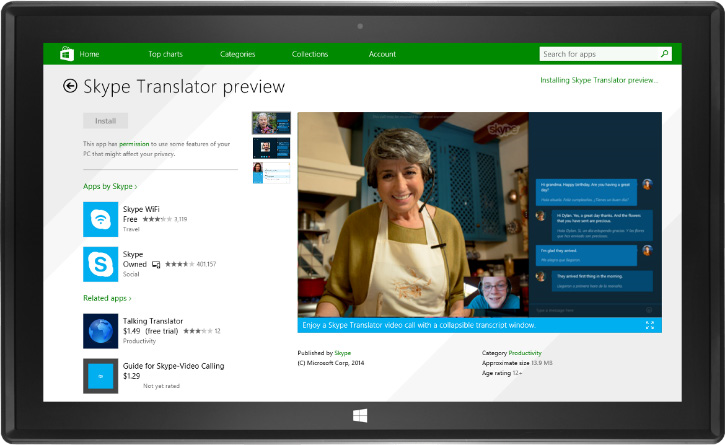 Home Top charts Categories Collections Account Search for apps
Skype Translator preview
Installing Skype Translator preview...
Install
This app has permission to use some features of your
PC that might affect your privacy.
Apps by Skype ›
Skype WiFi
Free 3,119
Travel
Skype
Owned 401,157
Social
Related apps ›
Talking Translator
$1.49 (free trial) 12
Productivity
Guide for Skype-Video Calling
$1.29
Not yet rated
skype
Hi grandma. Happy birthday. Are you having a great
day?
Hi Dylan. Yes, a great day thanks. And the flowers
that you have sent are precious.
I'm glad they arrived.
They arrived first thing in the morning.
Type a message here
Enjoy a Skype Translator video call with a collapsible transcript window.
Published by Skype
(C) Microsoft Corp, 2014
Category Productivity
Approximate size 13.9 MB
Age rating 12+